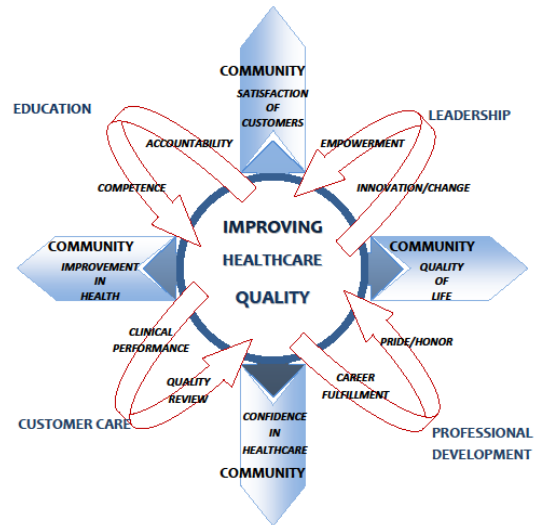 COMMUNITY
SATISFACTION
OF
CUSTOMERS
EDUCATION
LEADERSHIP
ACCOUNTABILITY
EMPOWERMENT
COMPETENCE
INNOVATION/CHANGE
IMPROVING
HEALTHCARE
QUALITY
COMMUNITY
IMPROVEMENT
IN
HEALTH
COMMUNITY
QUALITY
OF
LIFE
CLINICAL
PERFORMANCE
PRIDE/HONOR
QUALITY
REVIEW
CAREER
FULFILLMENT
CUSTOMER CARE
CONFIDENCE
IN
HEALTHCARE
COMMUNITY
PROFESSIONAL
DEVELOPMENT